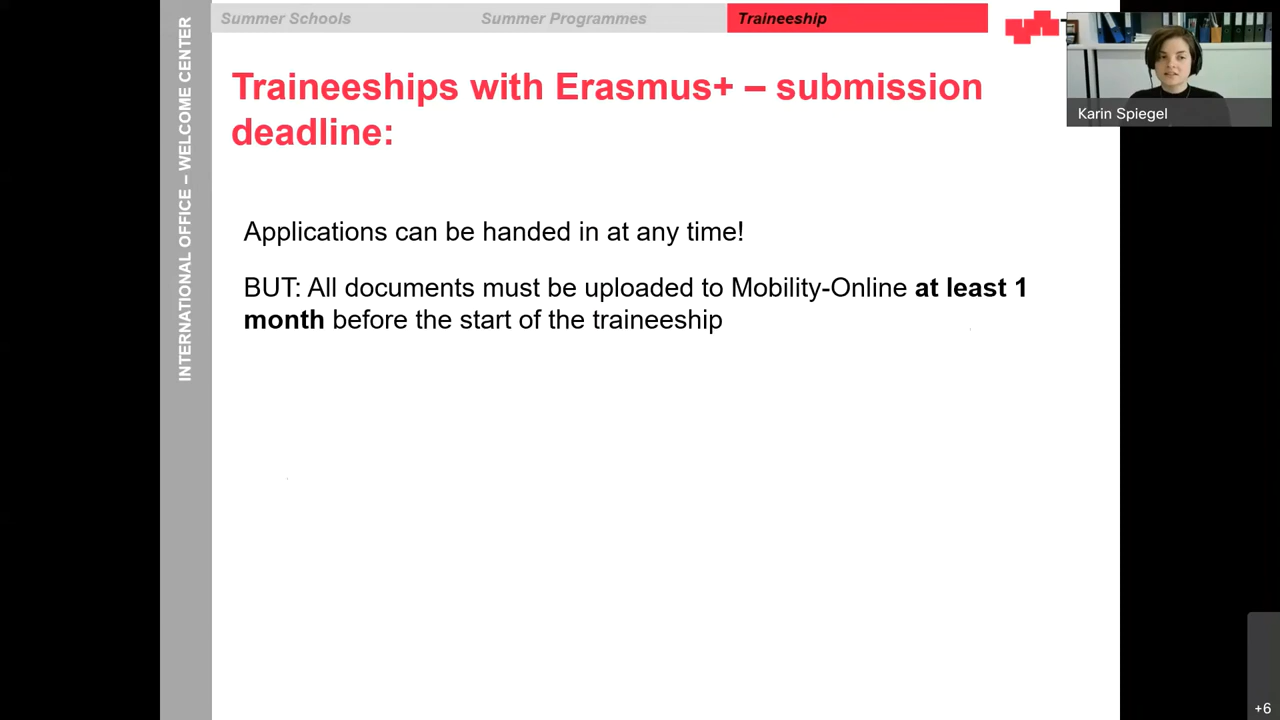 Summer Schools
Summer Programmes
Traineeship
INTERNATIONAL OFFICE – WELCOME CENTER
Traineeships with Erasmus+ – submission
deadline:
Karin Spiegel
Applications can be handed in at any time!
BUT: All documents must be uploaded to Mobility-Online at least 1
month before the start of the traineeship
+6